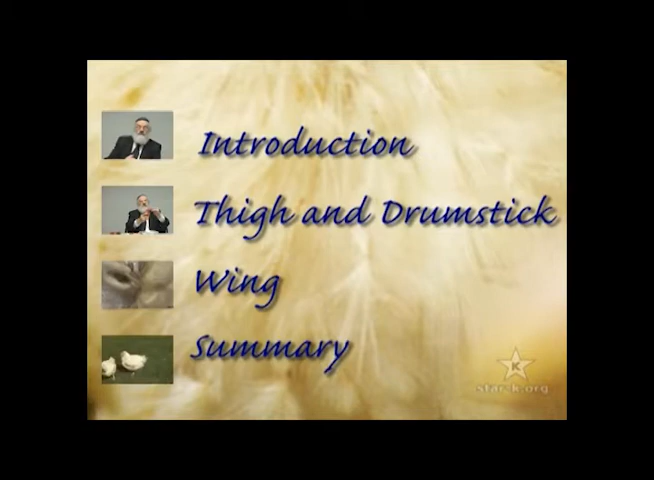 Introduction
Thigh and Drumstick
Wing
Summary
K
star-k.org